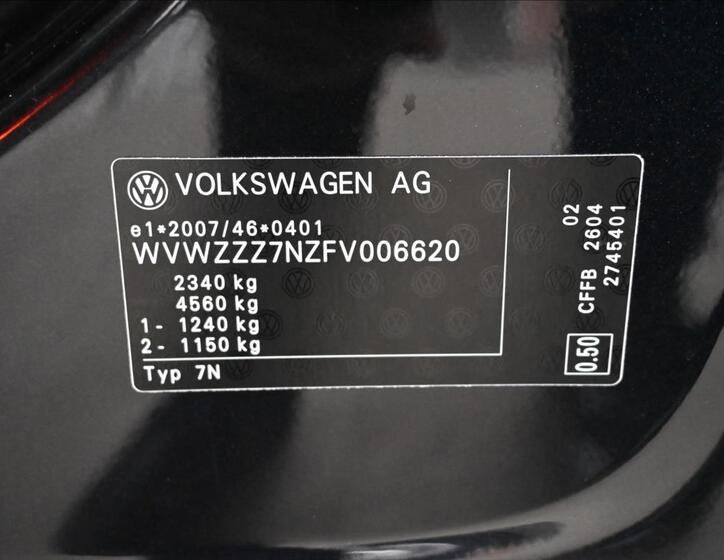 VOLKSWAGEN AG
e1*2007/46*0401
WVWZZZ7NZFV006620
2340 kg
4560 kg
1- 1240 kg
2- 1150 kg
Typ 7N
02
CFFB 2604
2745401
0.50